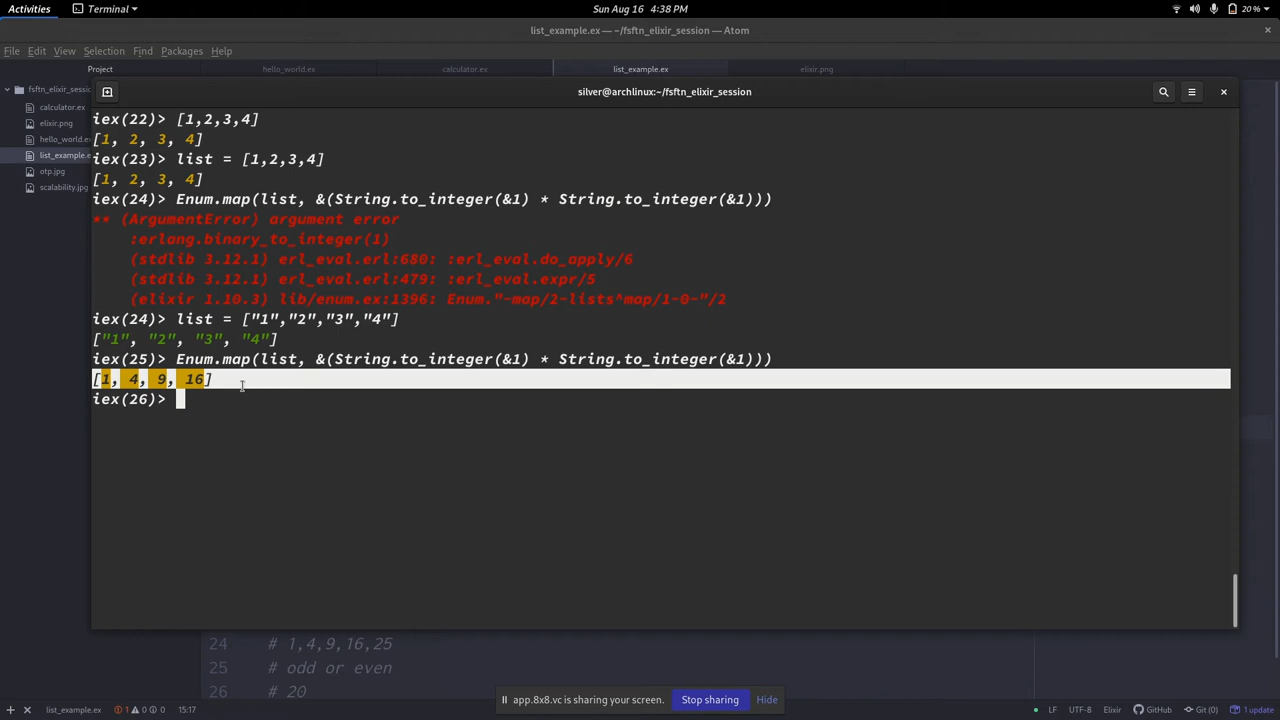 Activities
Terminal
Sun Aug 16 4:38 PM
20 %
list_example.ex — ~/fsftn_elixir_session — Atom
File Edit View Selection Find Packages Help
Project
hello_world.ex
calculator.ex
list_example.ex
elixir.png
fsftn_elixir_sessio
calculator.ex
elixir.png
hello_world.ex
list_example.e
otp.jpg
scalability.jpg
silver@archlinux:~/fsftn_elixir_session
iex(22)> [1,2,3,4]
[1, 2, 3, 4]
iex(23)> list = [1,2,3,4]
[1, 2, 3, 4]
iex(24)> Enum.map(list, &(String.to_integer(&1) * String.to_integer(&1)))
** (ArgumentError) argument error
:erlang.binary_to_integer(1)
(stdlib 3.12.1) erl_eval.erl:680: :erl_eval.do_apply/6
(stdlib 3.12.1) erl_eval.erl:479: :erl_eval.expr/5
(elixir 1.10.3) lib/enum.ex:1396: Enum."-map/2-lists^map/1-0-"/2
iex(24)> list = ["1","2","3","4"]
["1", "2", "3", "4"]
iex(25)> Enum.map(list, &(String.to_integer(&1) * String.to_integer(&1)))
[1, 4, 9, 16]
iex(26)>
24 # 1,4,9,16,25
25 # odd or even
26 # 20
app.8x8.vc is sharing your screen.
Stop sharing
Hide
list_example.ex 1 0 0 15:17
LF UTF-8 Elixir GitHub Git (0) 1 update